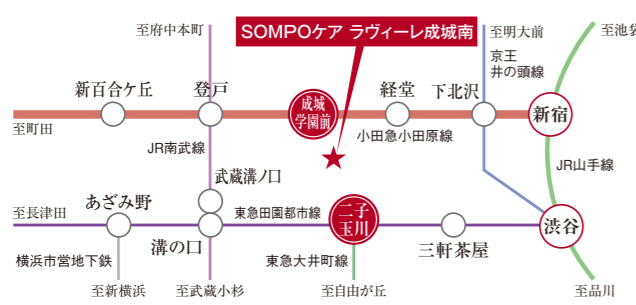 至府中本町
SOMPOケア ラヴィーレ成城南
至明大前
至池袋
京王
井の頭線
新百合ケ丘
登戸
成城
学園前
経堂
下北沢
新宿
至町田
小田急小田原線
JR南武線
JR山手線
武蔵溝ノ口
あざみ野
至長津田
東急田園都市線
二子
玉川
渋谷
溝の口
三軒茶屋
横浜市営地下鉄
東急大井町線
至新横浜
至武蔵小杉
至自由が丘
至品川